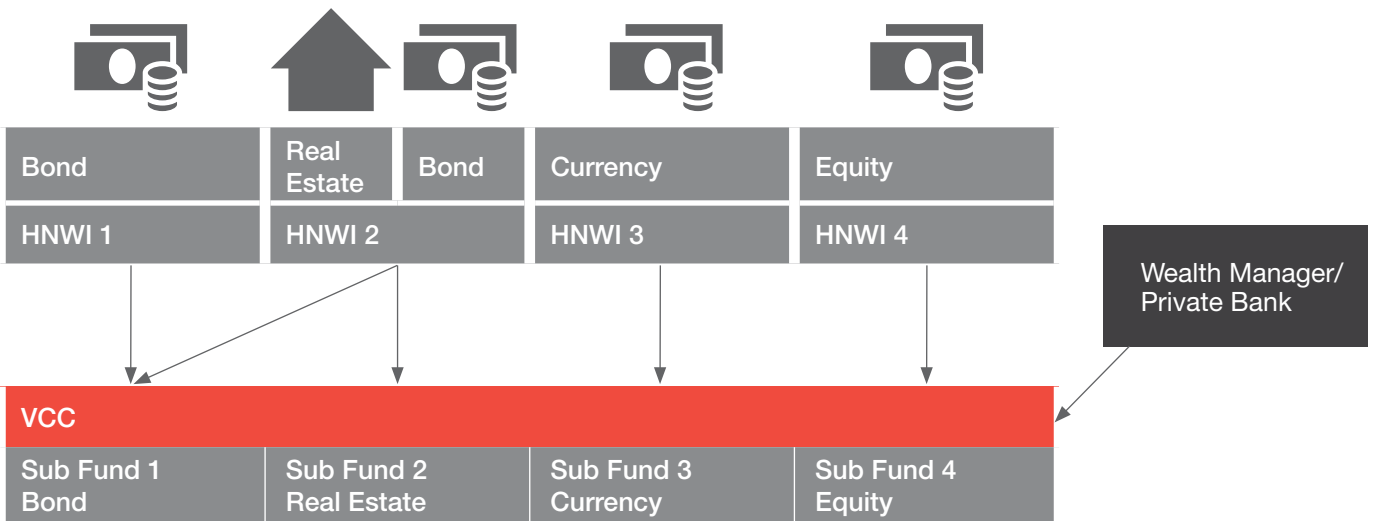 Bond
Real
Estate
Bond
Currency
Equity
HNWI 1
HNWI 2
HNWI 3
HNWI 4
Wealth Manager/
Private Bank
VCC
Sub Fund 1
Bond
Sub Fund 2
Real Estate
Sub Fund 3
Currency
Sub Fund 4
Equity